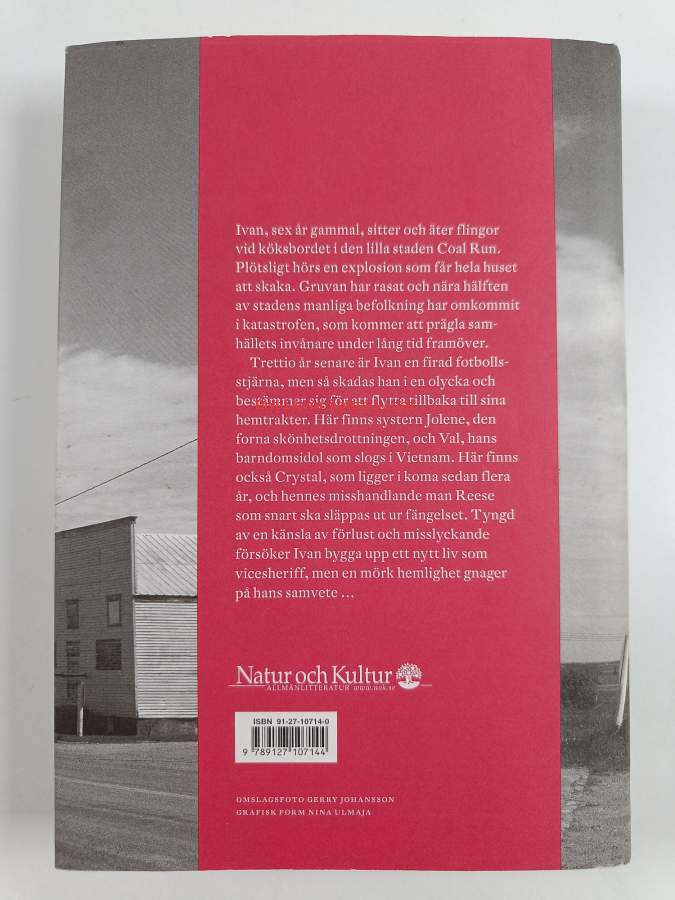 Ivan, sex år gammal, sitter och äter flingor
vid köksbordet i den lilla staden Coal Run.
Plötsligt hörs en explosion som får hela huset
att skaka. Gruvan har rasat och nära hälften
av stadens manliga befolkning har omkommit
i katastrofen, som kommer att prägla sam-
hällets invånare under lång tid framöver.
Trettio år senare är Ivan en firad fotbolls-
stjärna, men så skadas han i en olycka och
bestämmer sig för att flytta tillbaka till sina
hemtrakter. Här finns systern Jolene, den
forna skönhetsdrottningen, och Val, hans
barndomsidol som slogs i Vietnam. Här finns
också Crystal, som ligger i koma sedan flera
år, och hennes misshandlande man Reese
som snart ska släppas ut ur fängelset. Tyngd
av en känsla av förlust och misslyckande
försöker Ivan bygga upp ett nytt liv som
vicesheriff, men en mörk hemlighet gnager
på hans samvete ...
Natur och Kultur
ALLMÄNLITTERATUR www.nok.se
ISBN 91-27-10714-0
9 789127 107144
OMSLAGSFOTO GERRY JOHANSSON
GRAFISK FORM NINA ULMAJA